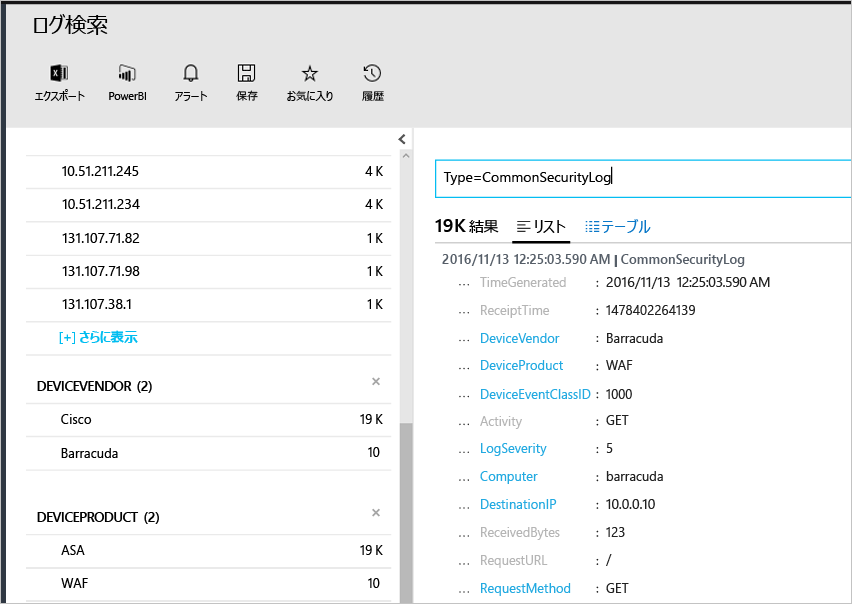 ログ検索
エクスポート PowerBI アラート 保存 お気に入り 履歴
10.51.211.245 4 K
10.51.211.234 4 K
131.107.71.82 1 K
131.107.71.98 1 K
131.107.38.1 1 K
[+] さらに表示
DEVICEVENDOR (2)
Cisco 19 K
Barracuda 10
DEVICEPRODUCT (2)
ASA 19 K
WAF 10
Type=CommonSecurityLog
19K 結果 リスト テーブル
2016/11/13 12:25:03.590 AM | CommonSecurityLog
... TimeGenerated : 2016/11/13 12:25:03.590 AM
... ReceiptTime : 1478402264139
... DeviceVendor : Barracuda
... DeviceProduct : WAF
... DeviceEventClassID : 1000
... Activity : GET
... LogSeverity : 5
... Computer : barracuda
... DestinationIP : 10.0.0.10
... ReceivedBytes : 123
... RequestURL : /
... RequestMethod : GET